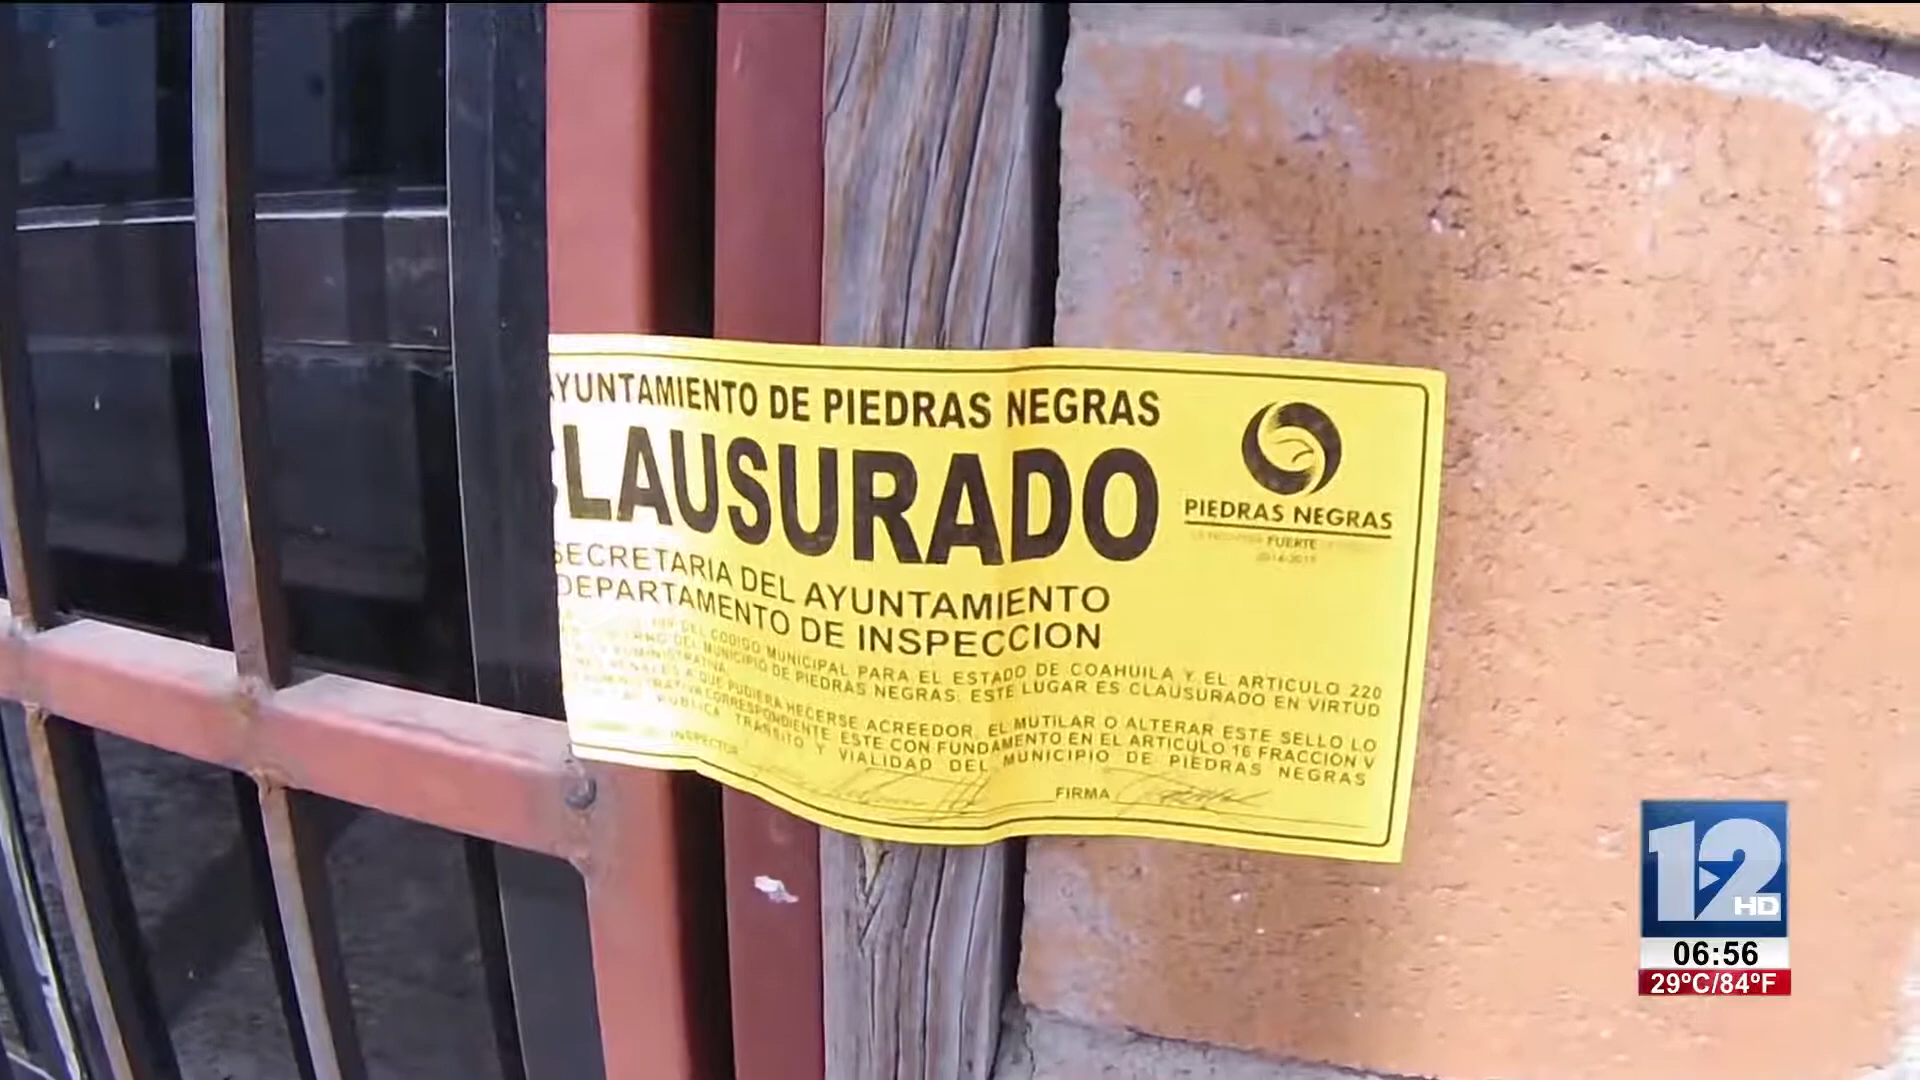 AYUNTAMIENTO DE PIEDRAS NEGRAS
CLAUSURADO
PIEDRAS NEGRAS
FUERTE
SECRETARIA DEL AYUNTAMIENTO
DEPARTAMENTO DE INSPECCION
DEL CODIGO MUNICIPAL PARA EL ESTADO DE COAHUILA Y EL ARTICULO 220
DEL MUNICIPIO DE PIEDRAS NEGRAS. ESTE LUGAR ES CLAUSURADO EN VIRTUD
ADMINISTRATIVA
A QUE PUDIERA HECERSE ACREEDOR, EL MUTILAR O ALTERAR ESTE SELLO LO
CORRESPONDIENTE ESTE CON FUNDAMENTO EN EL ARTICULO 16 FRACCION V
PUBLICA TRANSITO Y VIALIDAD DEL MUNICIPIO DE PIEDRAS NEGRAS
INSPECTOR
FIRMA
12
HD
06:56
29°C/84°F